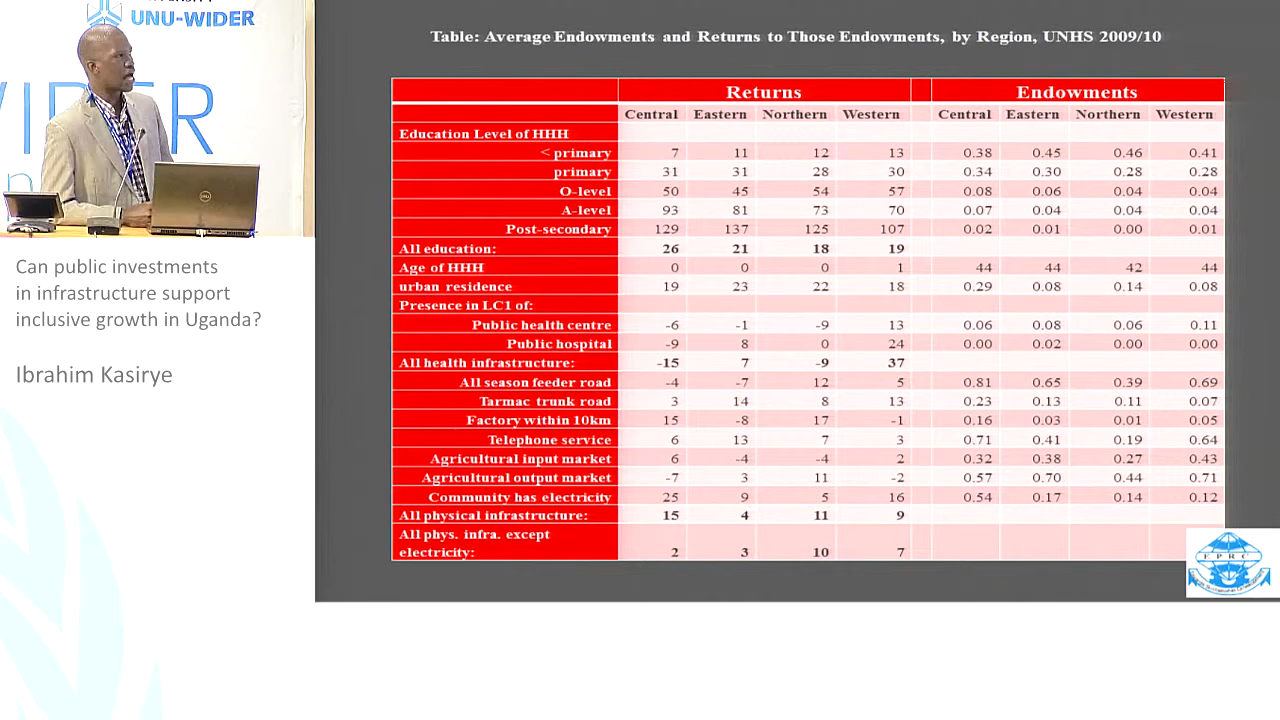 UNU-WIDER
WIDER
Can public investments
in infrastructure support
inclusive growth in Uganda?
Ibrahim Kasirye
Table: Average Endowments and Returns to Those Endowments, by Region, UNHS 2009/10
Returns Endowments
Central Eastern Northern Western Central Eastern Northern Western
Education Level of HHH
< primary 7 11 12 13 0.38 0.45 0.46 0.41
primary 31 31 28 30 0.34 0.30 0.28 0.28
O-level 50 45 54 57 0.08 0.06 0.04 0.04
A-level 93 81 73 70 0.07 0.04 0.04 0.04
Post-secondary 129 137 125 107 0.02 0.01 0.00 0.01
All education: 26 21 18 19
Age of HHH 0 0 0 1 44 44 42 44
urban residence 19 23 22 18 0.29 0.08 0.14 0.08
Presence in LC1 of:
Public health centre -6 -1 -9 13 0.06 0.08 0.06 0.11
Public hospital -9 8 0 24 0.00 0.02 0.00 0.00
All health infrastructure: -15 7 -9 37
All season feeder road -4 -7 12 5 0.81 0.65 0.39 0.69
Tarmac trunk road 3 14 8 13 0.23 0.13 0.11 0.07
Factory within 10km 15 -8 17 -1 0.16 0.03 0.01 0.05
Telephone service 6 13 7 3 0.71 0.41 0.19 0.64
Agricultural input market 6 -4 -4 2 0.32 0.38 0.27 0.43
Agricultural output market -7 3 11 -2 0.57 0.70 0.44 0.71
Community has electricity 25 9 5 16 0.54 0.17 0.14 0.12
All physical infrastructure: 15 4 11 9
All phys. infra. except
electricity: 2 3 10 7
EPRC